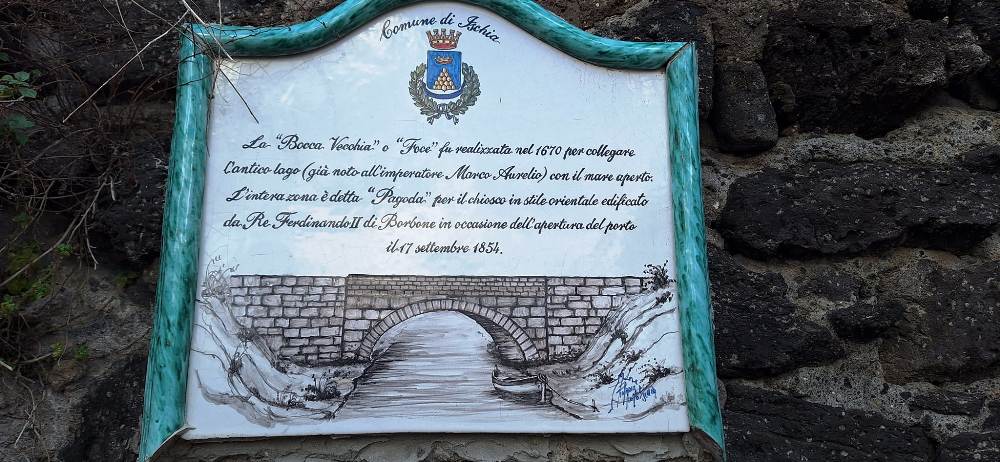 Comune di Ischia
La "Bocca Vecchia" o "Foce" fu realizzata nel 1670 per collegare
l'antico lago (già noto all'imperatore Marco Aurelio) con il mare aperto.
L'intera zona è detta "Pagoda" per il chiosco in stile orientale edificato
da Re Ferdinando II di Borbone in occasione dell'apertura del porto
il 17 settembre 1854.